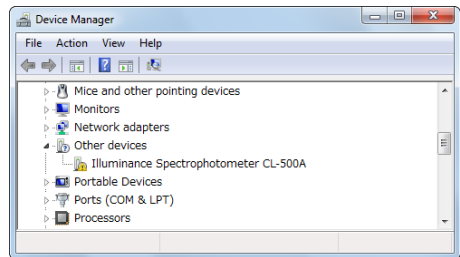 Device Manager
File Action View Help
Mice and other pointing devices
Monitors
Network adapters
Other devices
Illuminance Spectrophotometer CL-500A
Portable Devices
Ports (COM & LPT)
Processors